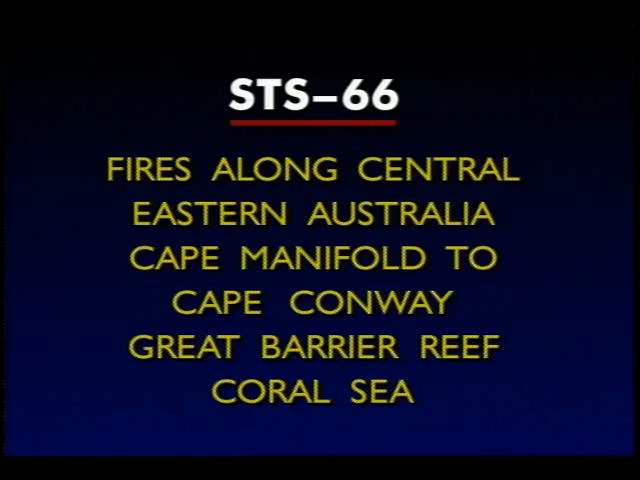 STS–66
FIRES ALONG CENTRAL
EASTERN AUSTRALIA
CAPE MANIFOLD TO
CAPE CONWAY
GREAT BARRIER REEF
CORAL SEA